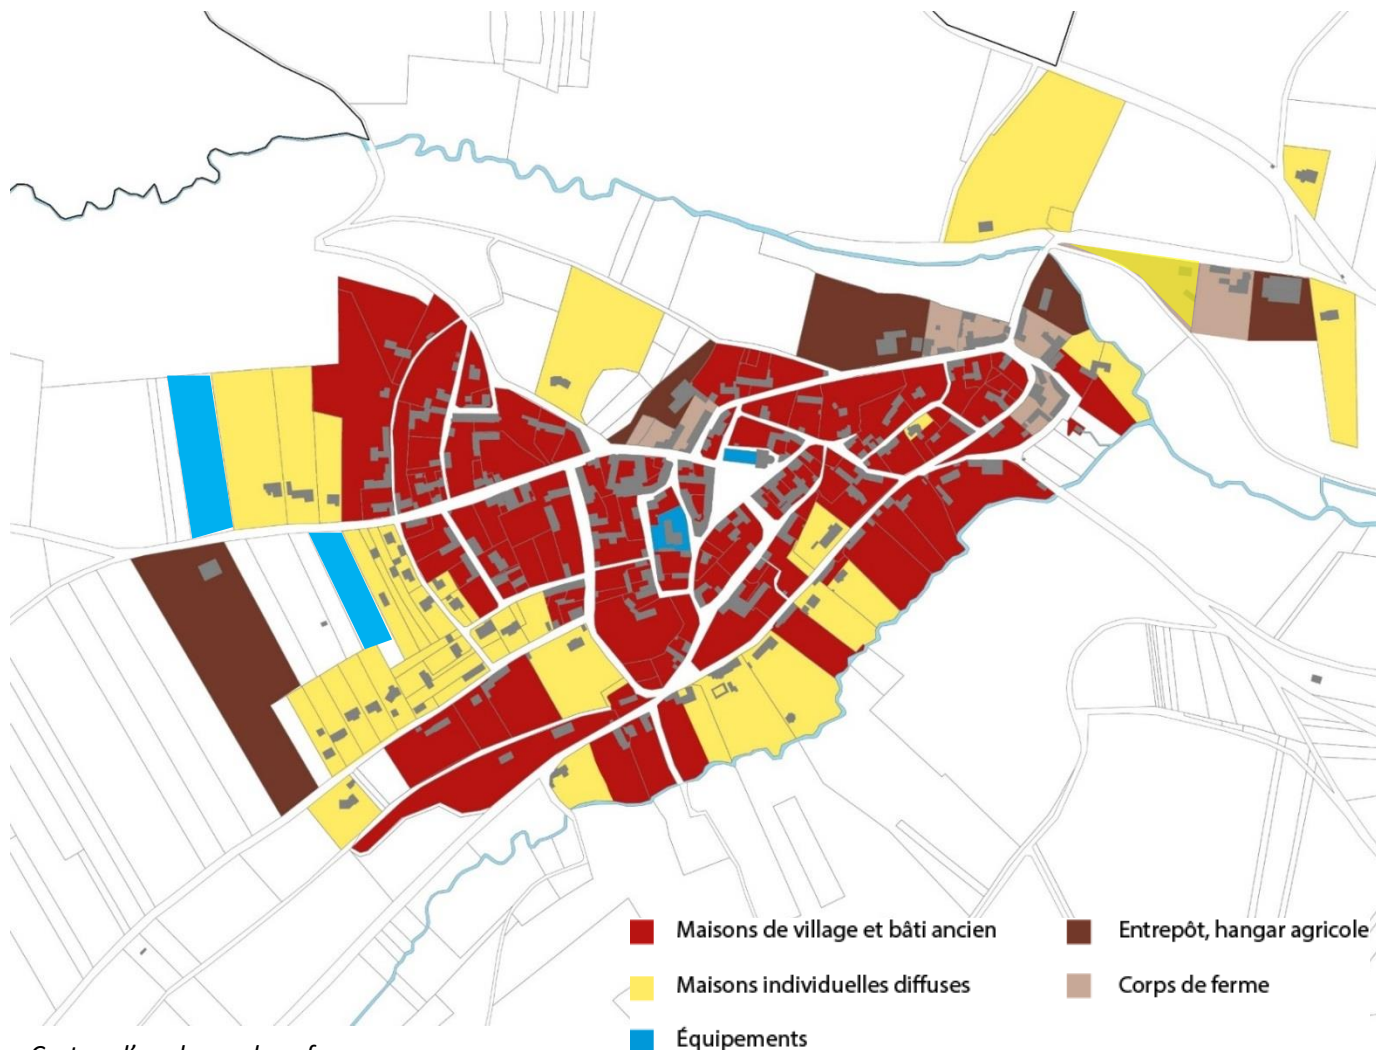 Maisons de village et bâti ancien
Entrepôt, hangar agricole
Maisons individuelles diffuses
Corps de ferme
Équipements